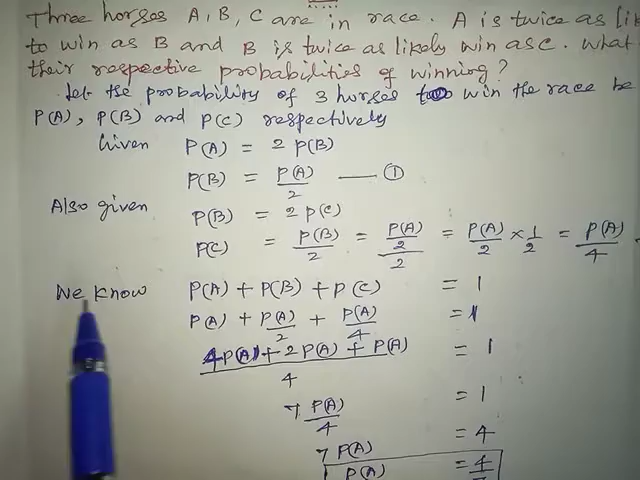 Three horses A, B, C are in race. A is twice as
to win as B and B is twice as likely win as C. What
their respective probabilities of winning?
Let the probability of 3 horses to win the race be
P(A), P(B) and P(C) respectively
Given P(A) = 2 P(B)
P(B) = P(A)/2 —— ①
Also given P(B) = 2 P(C)
P(C) = P(B)/2 = P(A)/2/2 = P(A)/2 × 1/2 = P(A)/4
We know P(A) + P(B) + P(C) = 1
P(A) + P(A)/2 + P(A)/4 = 1
4P(A) + 2P(A) + P(A)/4 = 1
7 P(A)/4 = 1
7 P(A) = 4
P(A) = 4/